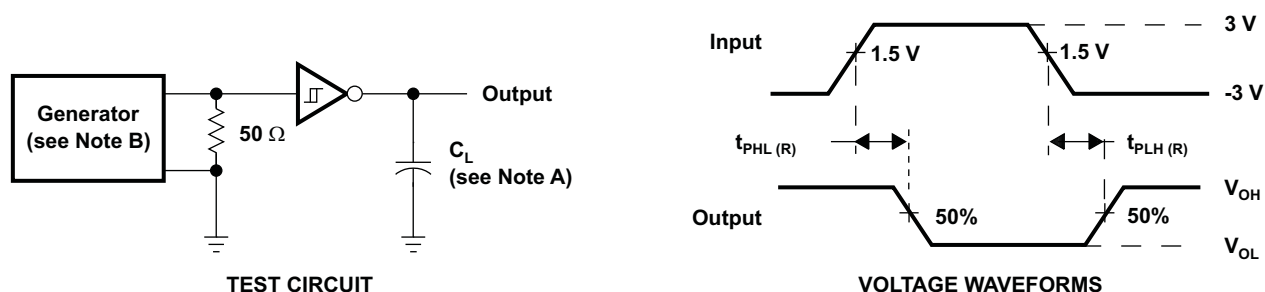 Generator
(see Note B)
50 Ω
Output
C_L
(see Note A)
TEST CIRCUIT
Input
1.5 V
1.5 V
3 V
-3 V
t_PHL (R)
t_PLH (R)
Output
50%
50%
V_OH
V_OL
VOLTAGE WAVEFORMS